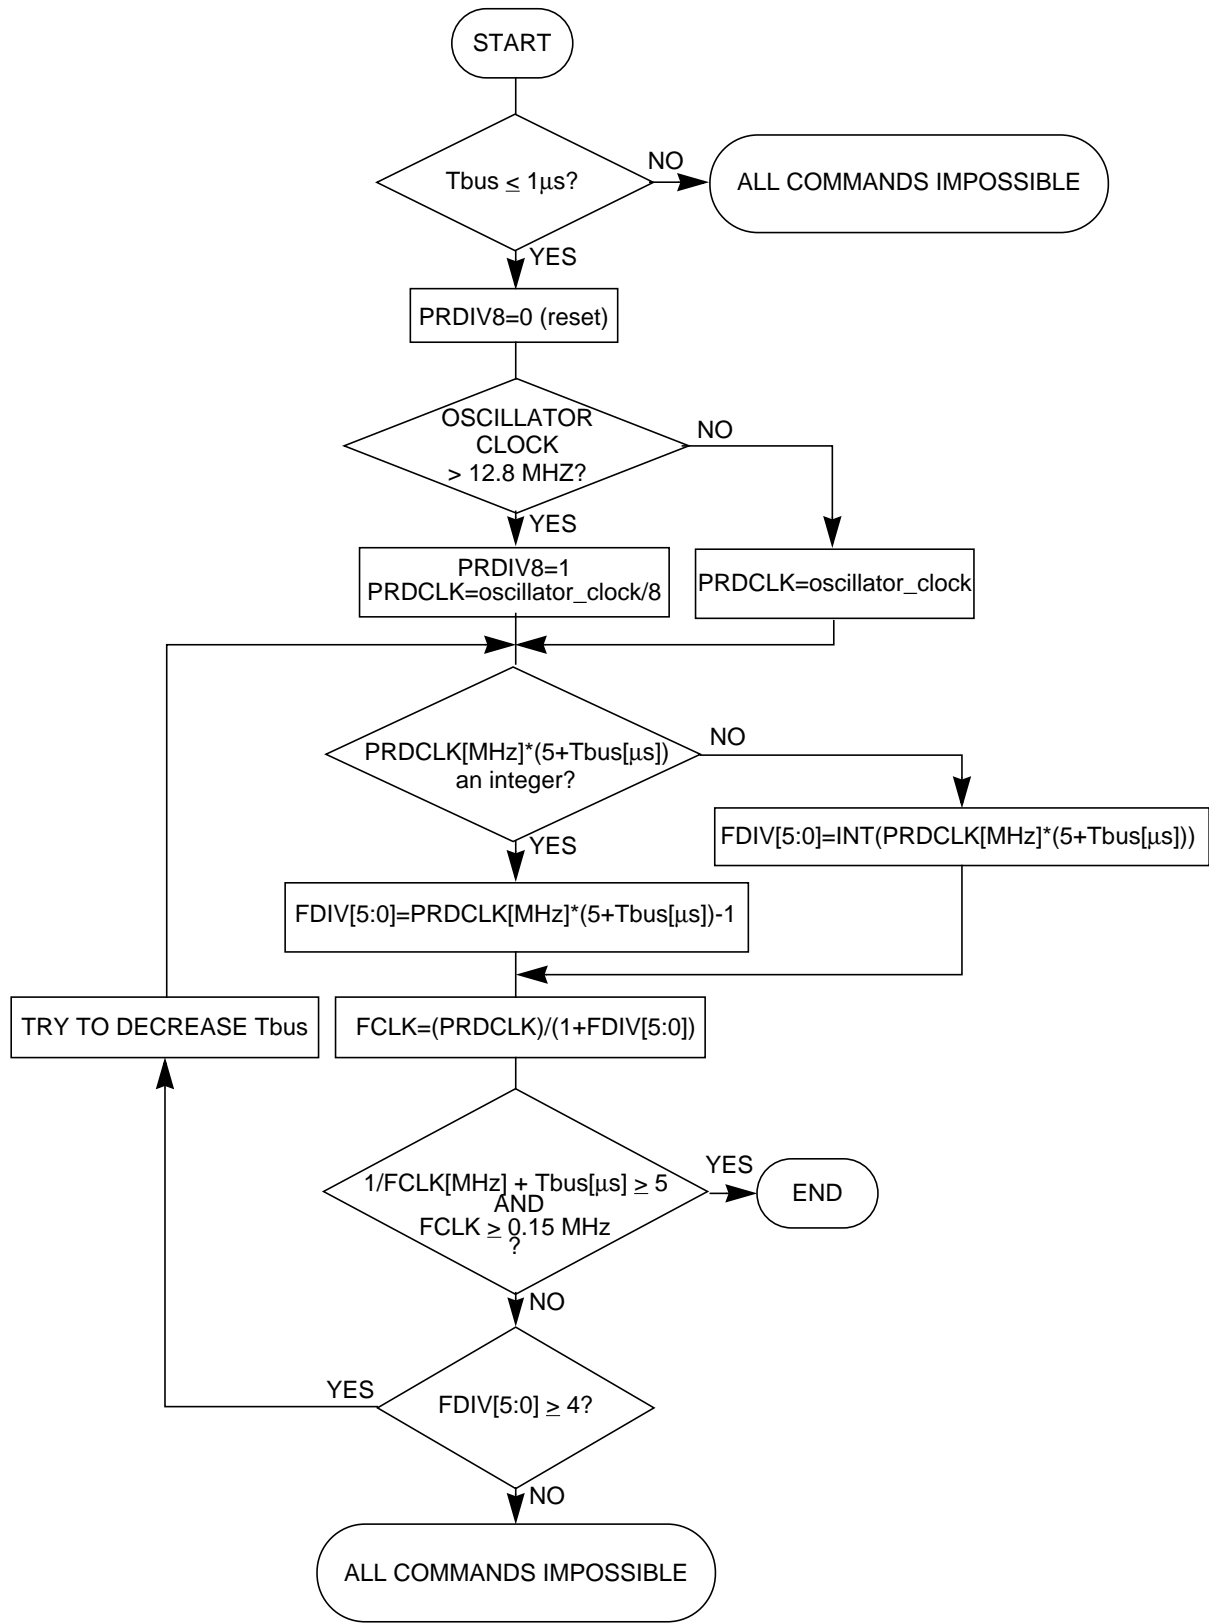 START
Tbus ≤ 1μs?
NO
ALL COMMANDS IMPOSSIBLE
YES
PRDIV8=0 (reset)
OSCILLATOR
CLOCK
> 12.8 MHZ?
NO
YES
PRDIV8=1
PRDCLK=oscillator_clock/8
PRDCLK=oscillator_clock
PRDCLK[MHz]*(5+Tbus[μs])
an integer?
NO
YES
FDIV[5:0]=INT(PRDCLK[MHz]*(5+Tbus[μs]))
FDIV[5:0]=PRDCLK[MHz]*(5+Tbus[μs])-1
TRY TO DECREASE Tbus
FCLK=(PRDCLK)/(1+FDIV[5:0])
1/FCLK[MHz] + Tbus[μs] ≥ 5
AND
FCLK ≥ 0.15 MHz
?
YES
END
NO
YES
FDIV[5:0] ≥ 4?
NO
ALL COMMANDS IMPOSSIBLE